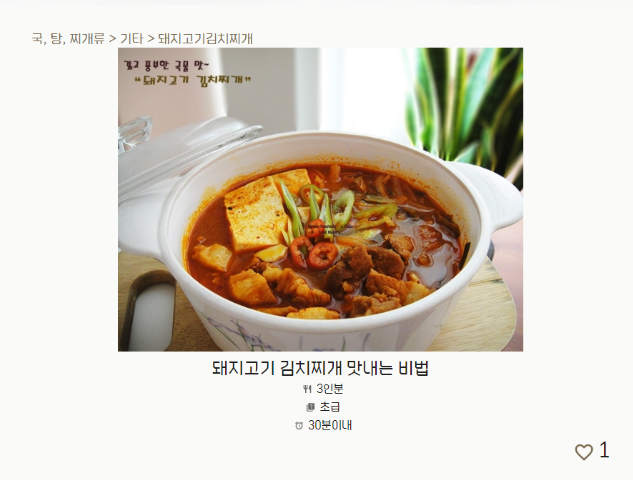 국, 탕, 찌개류 > 기타 > 돼지고기김치찌개
깊고 풍부한 국물 맛~
"돼지고기 김치찌개"
돼지고기 김치찌개 맛내는 비법
3인분
초급
30분이내
1